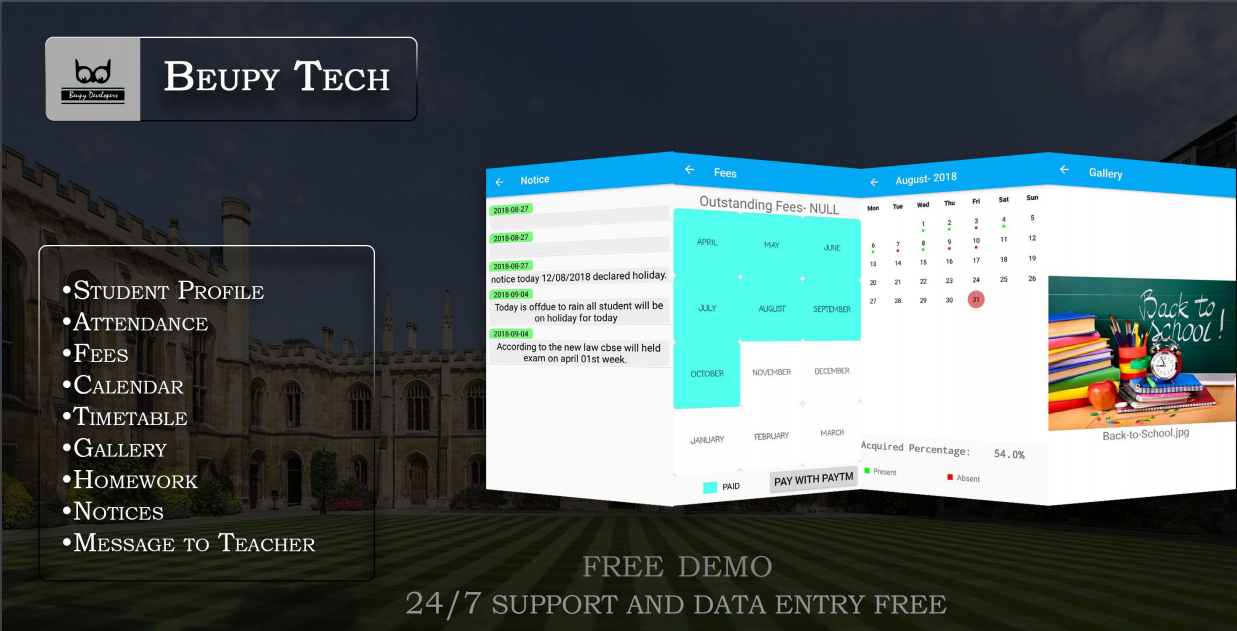 Beupy Developers
BEUPY TECH
•STUDENT PROFILE
•ATTENDANCE
•FEES
•CALENDAR
•TIMETABLE
•GALLERY
•HOMEWORK
•NOTICES
•MESSAGE TO TEACHER
← Notice
2018-08-27
2018-08-27
2018-08-27
notice today 12/08/2018 declared holiday.
2018-09-04
Today is offdue to rain all student will be
on holiday for today
2018-09-04
According to the new law cbse will held
exam on april 01st week.
← Fees
Outstanding Fees- NULL
APRIL MAY JUNE
JULY AUGUST SEPTEMBER
OCTOBER NOVEMBER DECEMBER
JANUARY FEBRUARY MARCH
PAID PAY WITH PAYTM
← August- 2018
Mon Tue Wed Thu Fri Sat Sun
1 2 3 4 5
6 7 8 9 10 11 12
13 14 15 16 17 18 19
20 21 22 23 24 25 26
27 28 29 30 31
Acquired Percentage: 54.0%
Present Absent
← Gallery
Back to
school!
Back-to-School.jpg
FREE DEMO
24/7 SUPPORT AND DATA ENTRY FREE